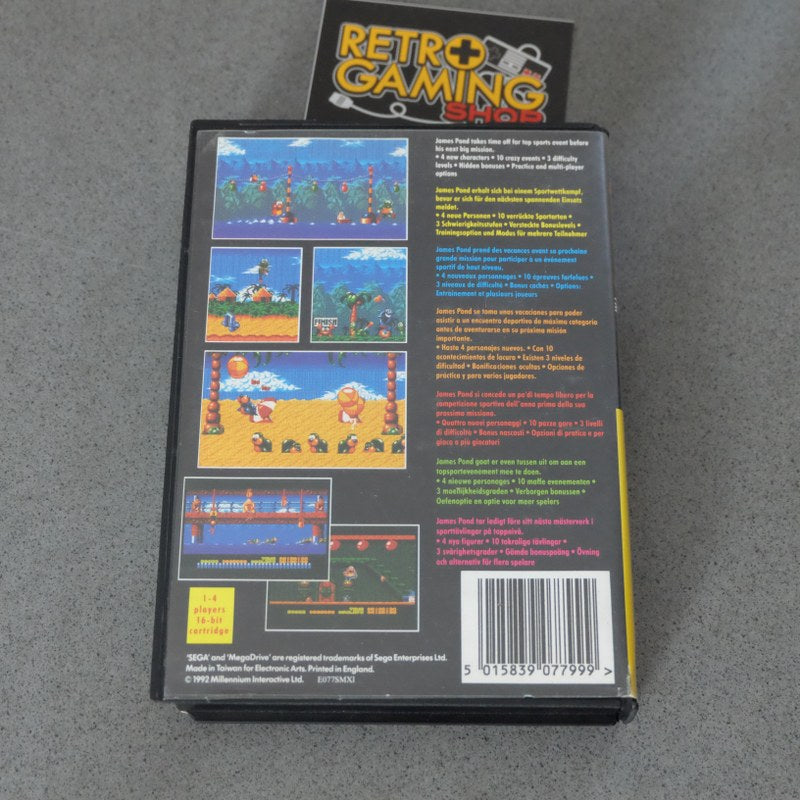 RETRO
GAMING
SHOP
James Pond takes time off for top sports event before
his next big mission.
• 4 new characters • 10 crazy events • 3 difficulty
levels • Hidden bonuses • Practice and multi-player
options
James Pond erholt sich bei einem Sportwettkampf,
bevor er sich für den nächsten spannenden Einsatz
meldet.
• 4 neue Personen • 10 verrückte Sportarten •
3 Schwierigkeitsstufen • Versteckte Bonuslevels •
Trainingsoption und Modus für mehrere Teilnehmer
James Pond prend des vacances avant sa prochaine
grande mission pour participer à un événement
sportif de haut niveau.
• 4 nouveaux personnages • 10 épreuves farfelues •
3 niveaux de difficulté • Bonus cachés • Options:
Entraînement et plusieurs joueurs
James Pond se toma unas vacaciones para poder
asistir a un encuentro deportivo de máxima categoría
antes de aventurarse en su próxima misión
importante.
• Hasta 4 personajes nuevos. • Con 10
acontecimientos de locura • Existen 3 niveles de
dificultad • Bonificaciones ocultas • Opciones de
práctica y para varios jugadores.
James Pond si concede un po'di tempo libero per la
competizione sportiva dell'anno prima della sua
prossima missione.
• Quattro nuovi personaggi • 10 pazze gare • 3 livelli
di difficolta • Bonus nascosti • Opzioni di pratica e per
gioco a più giocatori
James Pond gaat er even tussen uit om aan een
topsportevenement mee te doen.
• 4 nieuwe personages • 10 maffe evenementen •
3 moeilijkheidsgraden • Verborgen bonussen •
Oefenoptie en optie voor meer spelers
James Pond tar ledigt före sitt nästa mästerverk i
sporttävlingar på toppnivå.
• 4 nya figurer • 10 tokroliga tävlingar •
3 svårighetsgrader • Gömda bonuspoäng • Övning
och alternativ för flera spelare
1-4
players
16-bit
cartridge
'SEGA' and 'MegaDrive' are registered trademarks of Sega Enterprises Ltd.
Made in Taiwan for Electronic Arts. Printed in England.
© 1992 Millennium Interactive Ltd. E077SMXI
5 015839 077999 >